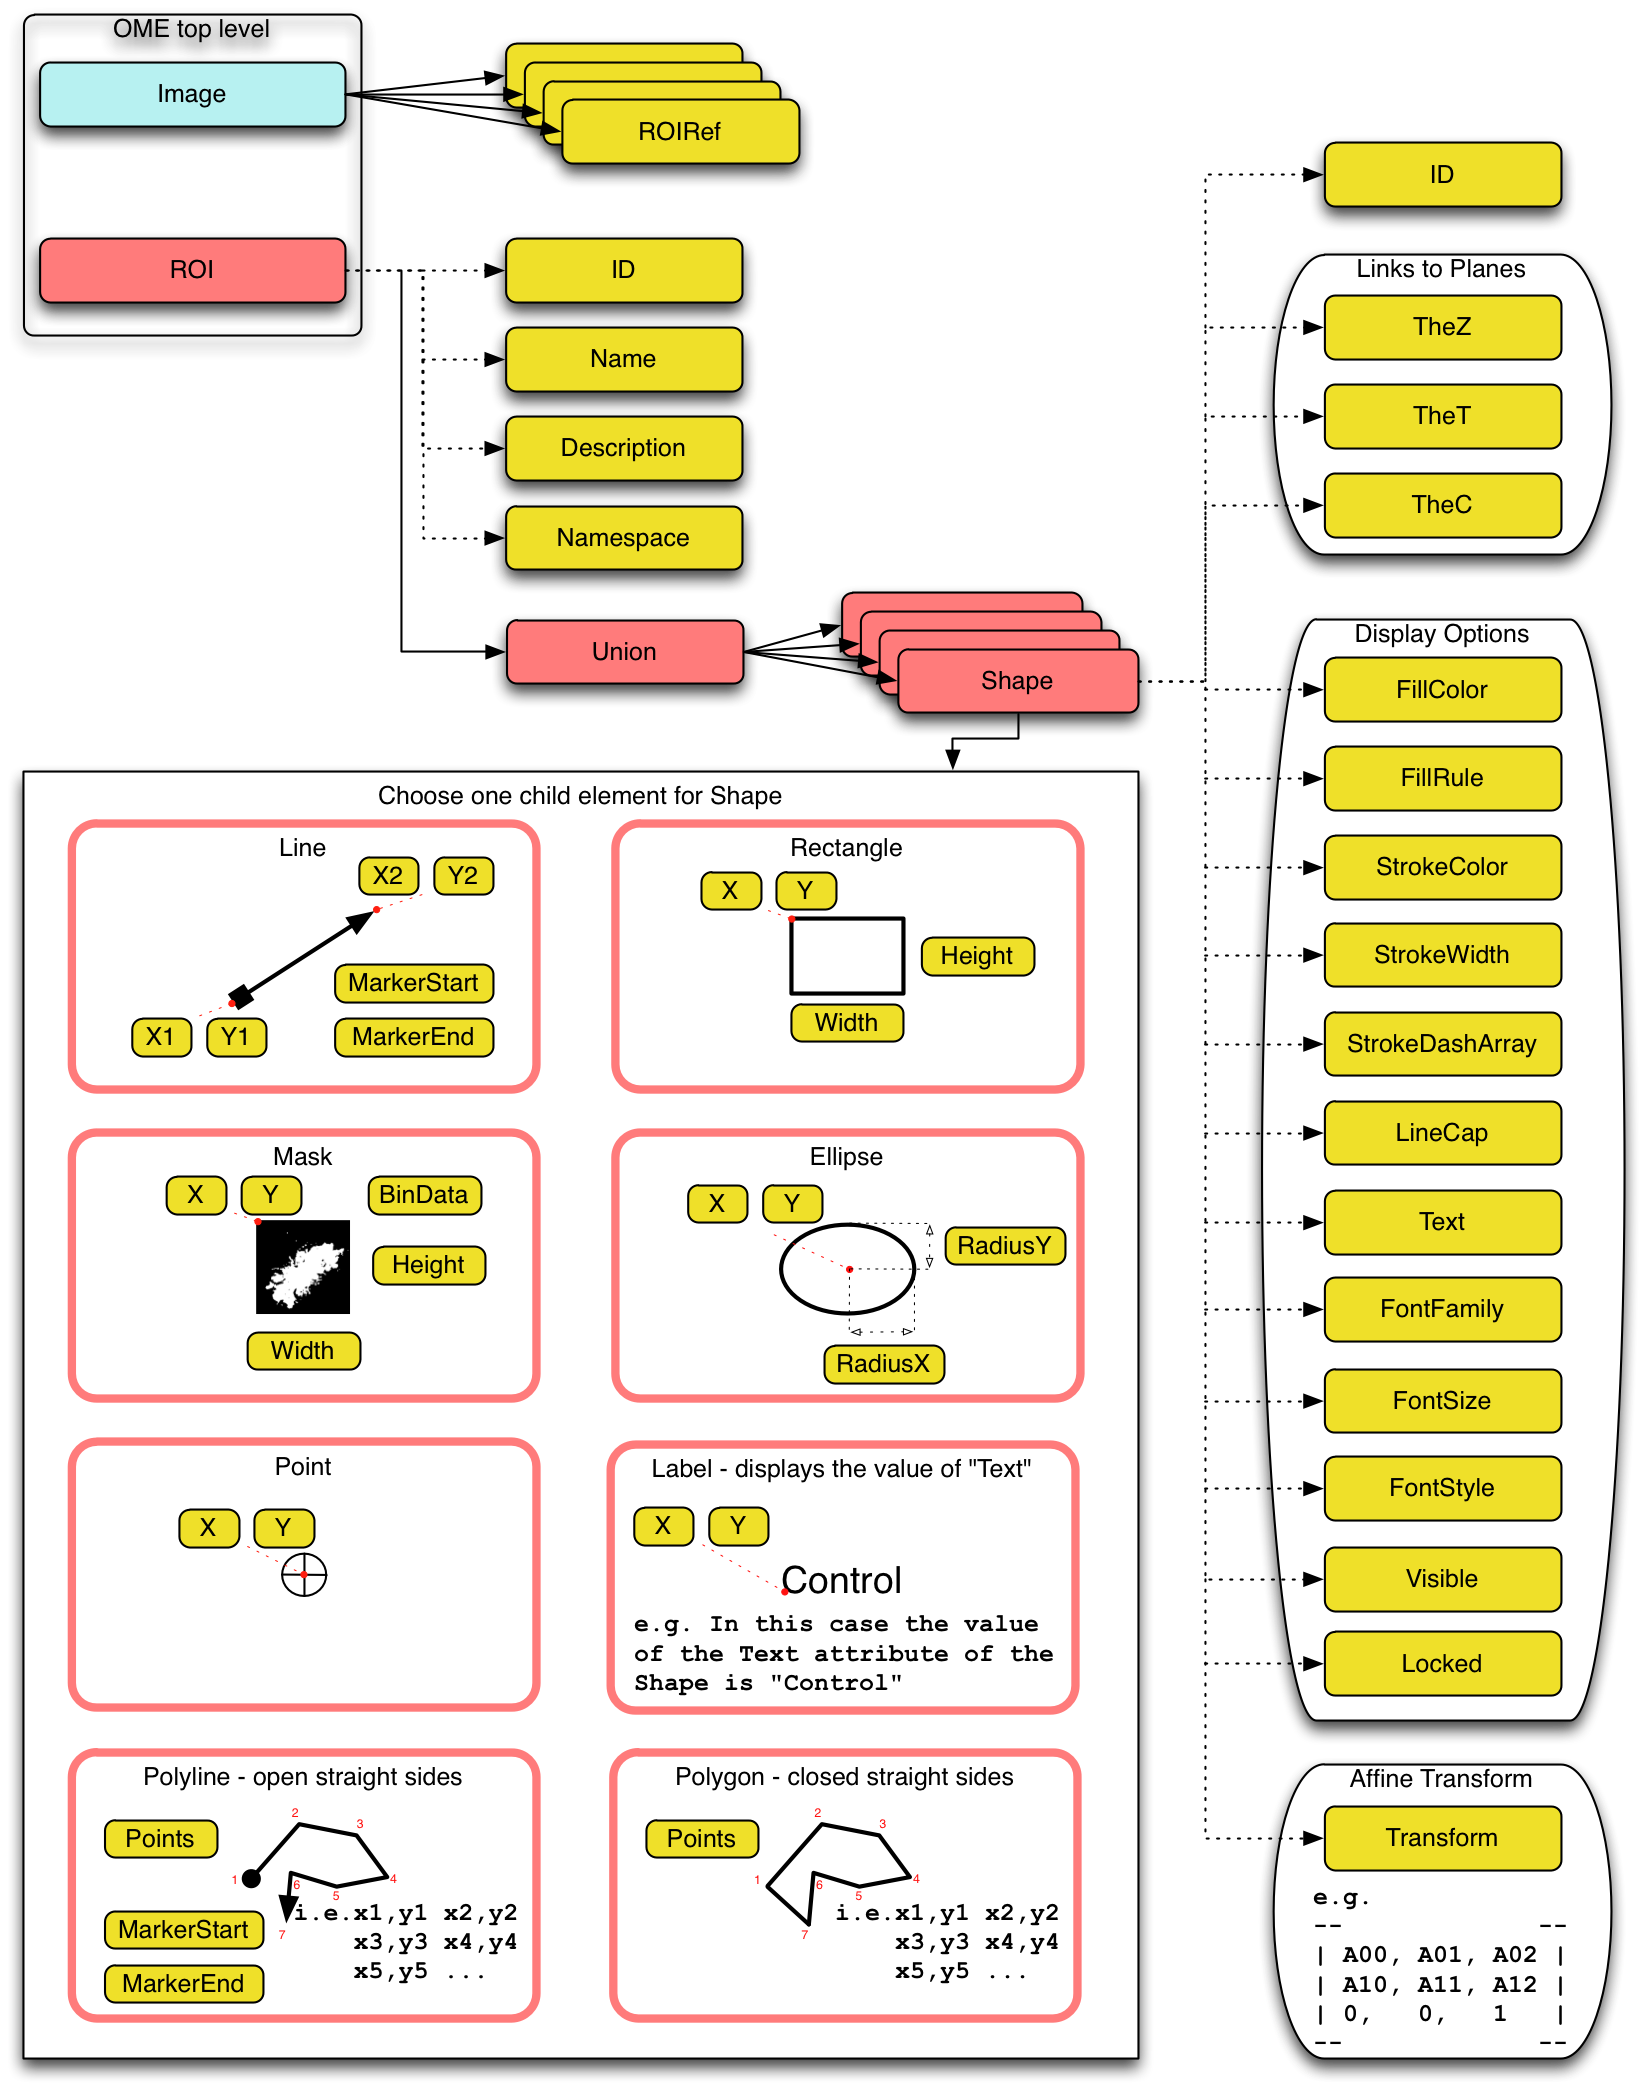 OME top level
Image
ROIRef
ROI
ID
Name
Description
Namespace
Union
Shape
ID
Links to Planes
TheZ
TheT
TheC
Display Options
FillColor
FillRule
StrokeColor
StrokeWidth
StrokeDashArray
LineCap
Text
FontFamily
FontSize
FontStyle
Visible
Locked
Affine Transform
Transform
e.g.
-- --
| A00, A01, A02 |
| A10, A11, A12 |
| 0, 0, 1 |
-- --
Choose one child element for Shape
Line
X2 Y2
MarkerStart
X1 Y1 MarkerEnd
Rectangle
X Y
Height
Width
Mask
X Y BinData
Height
Width
Ellipse
X Y
RadiusY
RadiusX
Point
X Y
Label - displays the value of "Text"
X Y
Control
e.g. In this case the value
of the Text attribute of the
Shape is "Control"
Polyline - open straight sides
Points
1
2
3
4
5
6
7
MarkerStart
MarkerEnd
i.e.x1,y1 x2,y2
x3,y3 x4,y4
x5,y5 ...
Polygon - closed straight sides
Points
1
2
3
4
5
6
7
i.e.x1,y1 x2,y2
x3,y3 x4,y4
x5,y5 ...